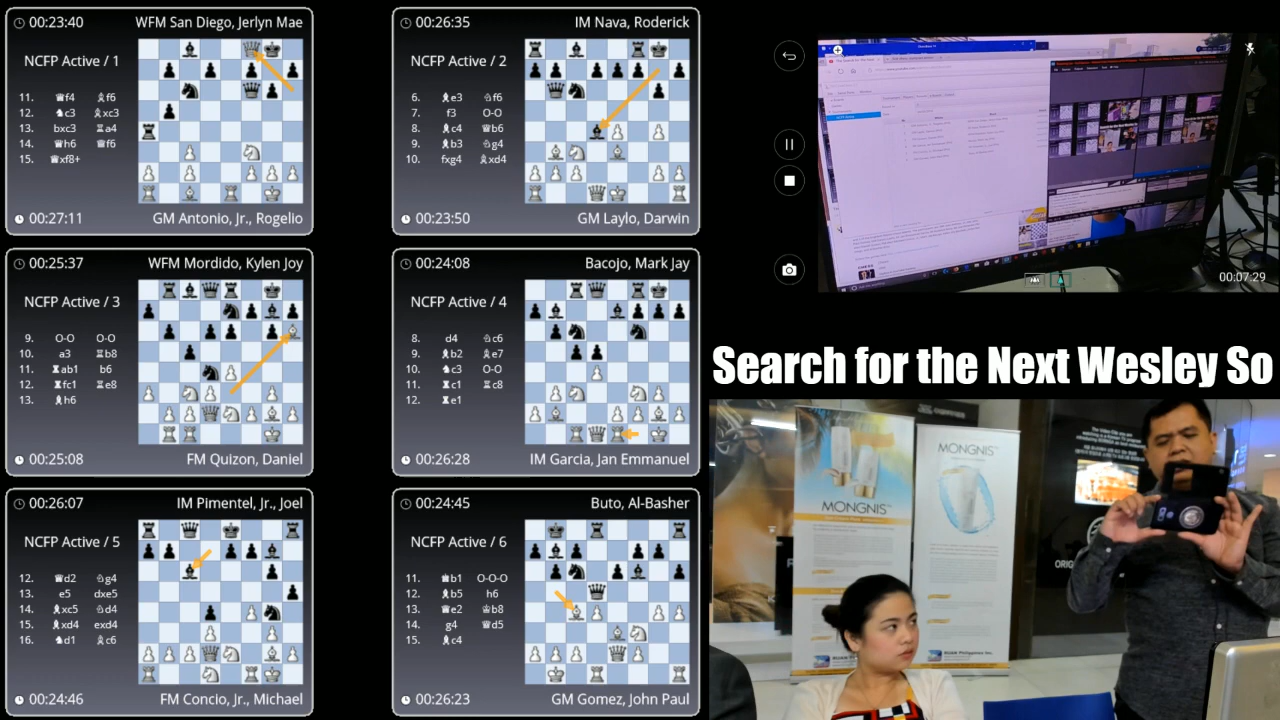 00:23:40 WFM San Diego, Jerlyn Mae
NCFP Active / 1
11. ♛f4 ♗f5
12. ♞c3 ♗xc3
13. bxc3 ♖a4
14. ♛h6 ♕f6
15. ♛xf8+
00:27:11 GM Antonio, Jr., Rogelio
00:26:35 IM Nava, Roderick
NCFP Active / 2
6. ♝e3 ♘f6
7. f3 O-O
8. ♝c4 ♕b6
9. ♝b3 ♘g4
10. fxg4 ♗xd4
00:23:50 GM Laylo, Darwin
00:25:37 WFM Mordido, Kylen Joy
NCFP Active / 3
9. O-O O-O
10. a3 ♖b8
11. ♜ab1 b6
12. ♜fc1 ♖e8
13. ♝h6
00:25:08 FM Quizon, Daniel
00:24:08 Bacojo, Mark Jay
NCFP Active / 4
8. d4 ♘c6
9. ♝b2 ♗e7
10. ♞c3 O-O
11. ♜c1 ♖c8
12. ♜e1
00:26:28 IM Garcia, Jan Emmanuel
00:26:07 IM Pimentel, Jr., Joel
NCFP Active / 5
12. ♛d2 ♘g4
13. e5 dxe5
14. ♝xc5 ♘d4
15. ♝xd4 exd4
16. ♞d1 ♗c6
00:24:46 FM Concio, Jr., Michael
00:24:45 Buto, Al-Basher
NCFP Active / 6
11. ♚b1 O-O-O
12. ♝b5 h6
13. ♛e2 ♔b8
14. g4 ♕d5
15. ♝c4
00:26:23 GM Gomez, John Paul
00:07:29
Search for the Next Wesley So
MONGNIS
MONGNIS